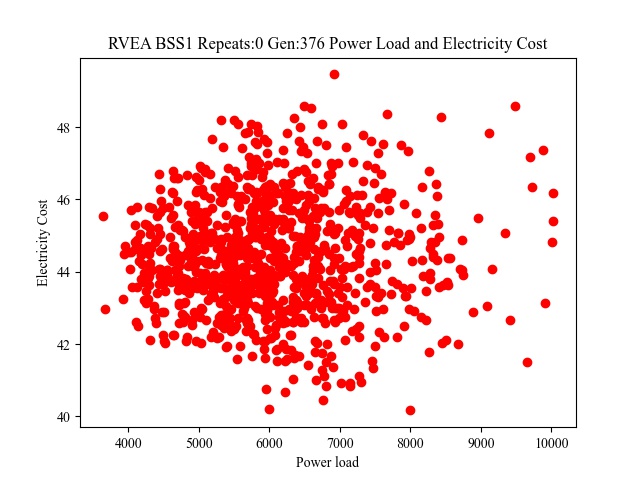 RVEA BSS1 Repeats:0 Gen:376 Power Load and Electricity Cost
48
46
44
42
40
Electricity Cost
4000 5000 6000 7000 8000 9000 10000
Power load